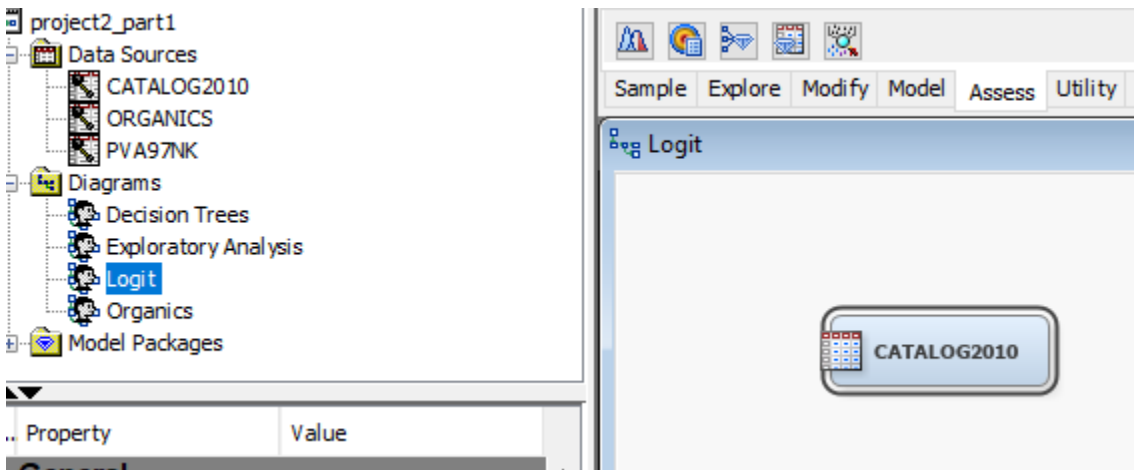 project2_part1
Data Sources
CATALOG2010
ORGANICS
PVA97NK
Diagrams
Decision Trees
Exploratory Analysis
Logit
Organics
Model Packages
.. Property Value
General
Sample Explore Modify Model Assess Utility
Logit
CATALOG2010